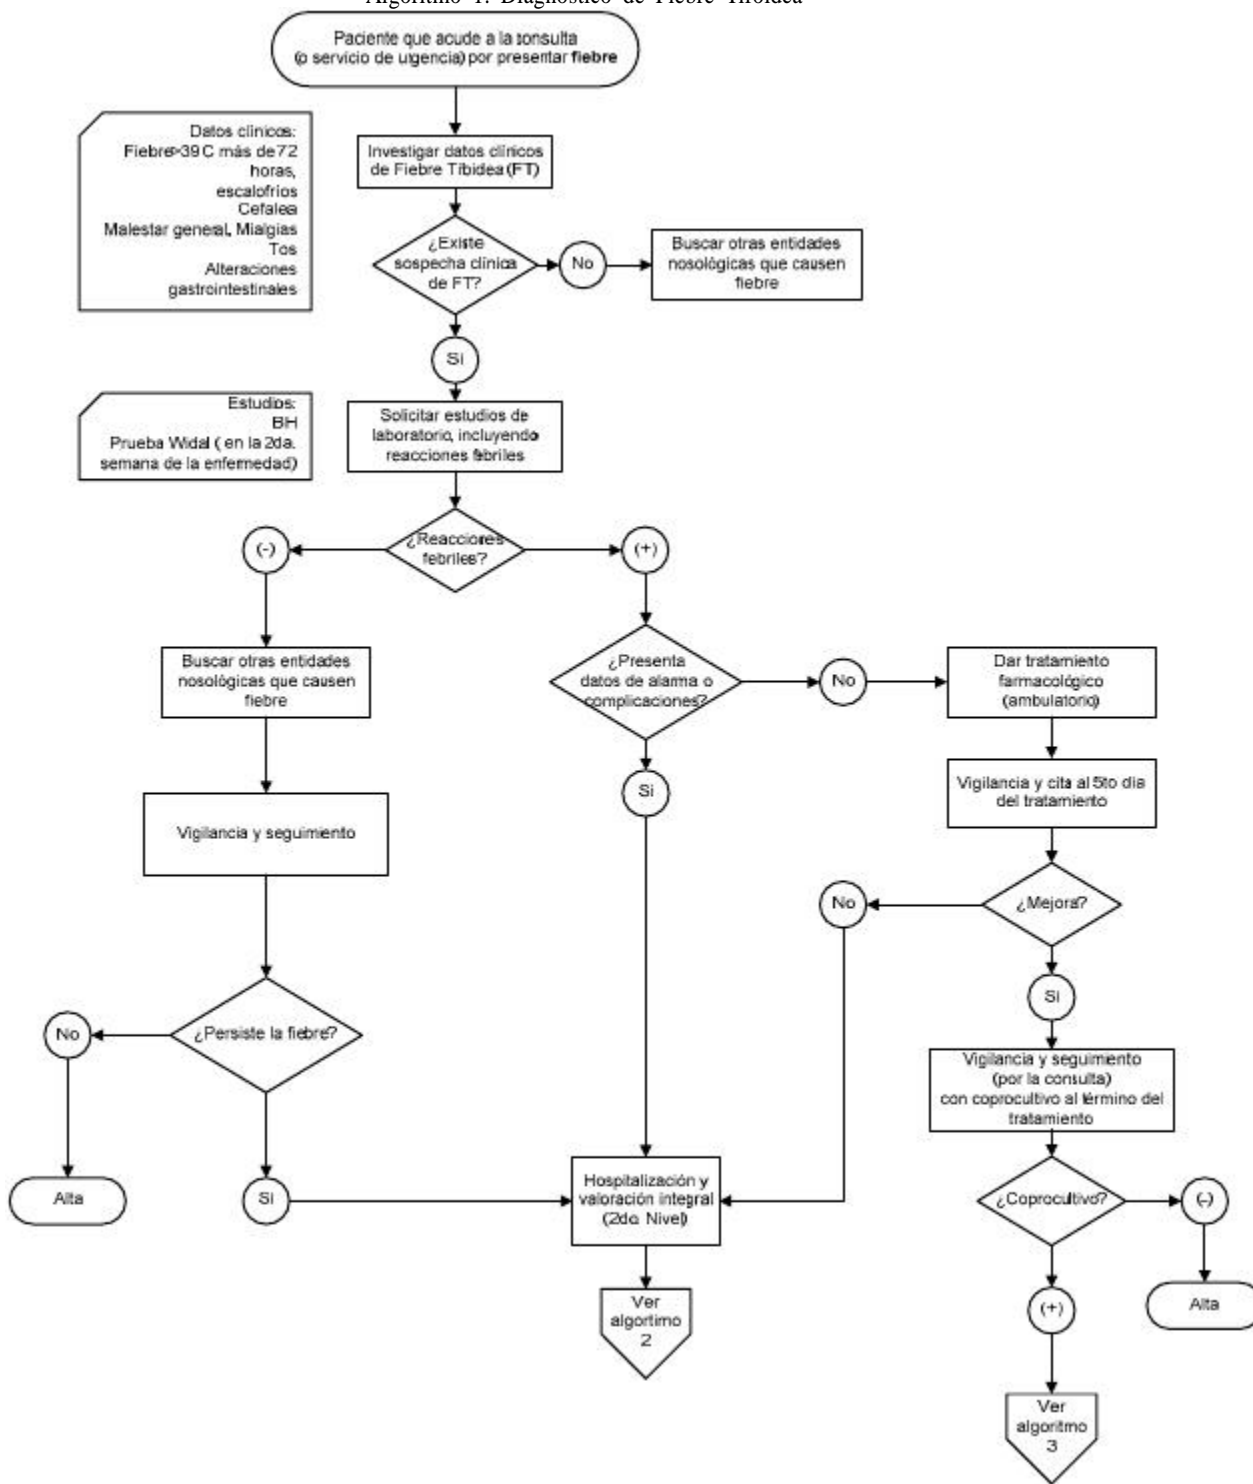 Algoritmo 1. Diagnóstico de Fiebre Tifoidea
Paciente que acude a la consulta
(o servicio de urgencia) por presentar fiebre
Datos clínicos:
Fiebre>39 C más de 72
horas,
escalofríos
Cefalea
Malestar general, Mialgias
Tos
Alteraciones
gastrointestinales
Investigar datos clínicos
de Fiebre Tibidea (FT)
¿Existe
sospecha clínica
de FT?
No
Buscar otras entidades
nosológicas que causen
fiebre
Si
Estudios:
BH
Prueba Widal ( en la 2da.
semana de la enfermedad)
Solicitar estudios de
laboratorio, incluyendo
reacciones febriles
¿Reacciones
febriles?
(-)
(+)
Buscar otras entidades
nosológicas que causen
fiebre
¿Presenta
datos de alarma o
complicaciones?
No
Dar tratamiento
farmacológico
(ambulatorio)
Vigilancia y seguimiento
Si
Vigilancia y cita al 5to día
del tratamiento
¿Mejora?
No
Si
¿Persiste la fiebre?
No
Vigilancia y seguimiento
(por la consulta)
con coprocultivo al término del
tratamiento
Alta
Si
Hospitalización y
valoración integral
(2do. Nivel)
¿Coprocultivo?
(-)
Alta
(+)
Ver
algortimo
2
Ver
algoritmo
3